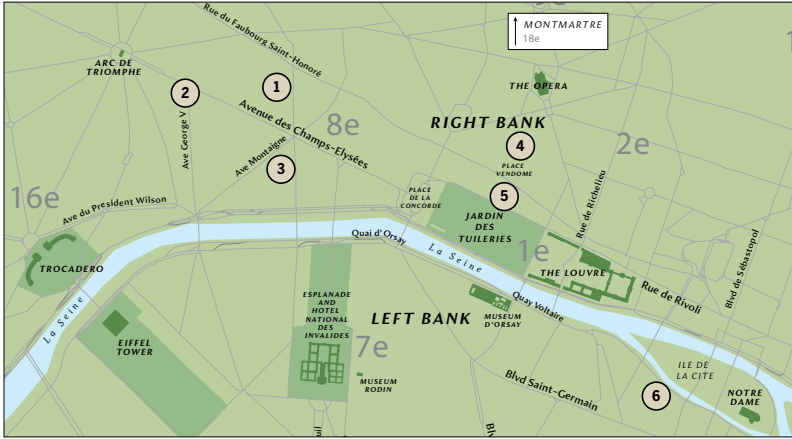 MONTMARTRE
18e
Rue du Faubourg Saint-Honoré
ARC DE
TRIOMPHE
1
2
THE OPERA
Avenue des Champs-Elysées
8e
RIGHT BANK
2e
Ave George V
Ave Montaigne
3
4
PLACE
VENDOME
16e
Ave du President Wilson
PLACE
DE LA
CONCORDE
5
JARDIN
DES
TUILERIES
Rue de Richelieu
Blvd de Sébastopol
Quai d'Orsay
La Seine
1e
TROCADERO
THE LOUVRE
Rue de Rivoli
La Seine
ESPLANADE
AND
HOTEL
NATIONAL
DES
INVALIDES
LEFT BANK
MUSEUM
D'ORSAY
Quay Voltaire
EIFFEL
TOWER
7e
MUSEUM
RODIN
Blvd Saint-Germain
6
ILE DE
LA CITE
NOTRE
DAME